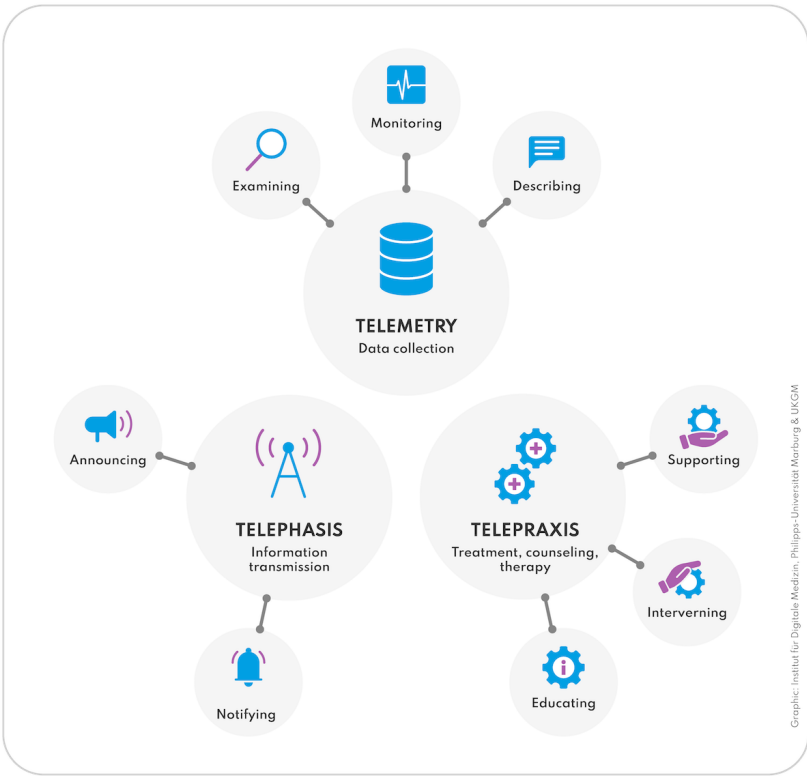 Monitoring
Examining
Describing
TELEMETRY
Data collection
Announcing
TELEPHASIS
Information
transmission
Notifying
TELEPRAXIS
Treatment, counseling,
therapy
Supporting
Interverning
Educating
Graphic: Institut für Digitale Medizin, Philipps-Universität Marburg & UKGM